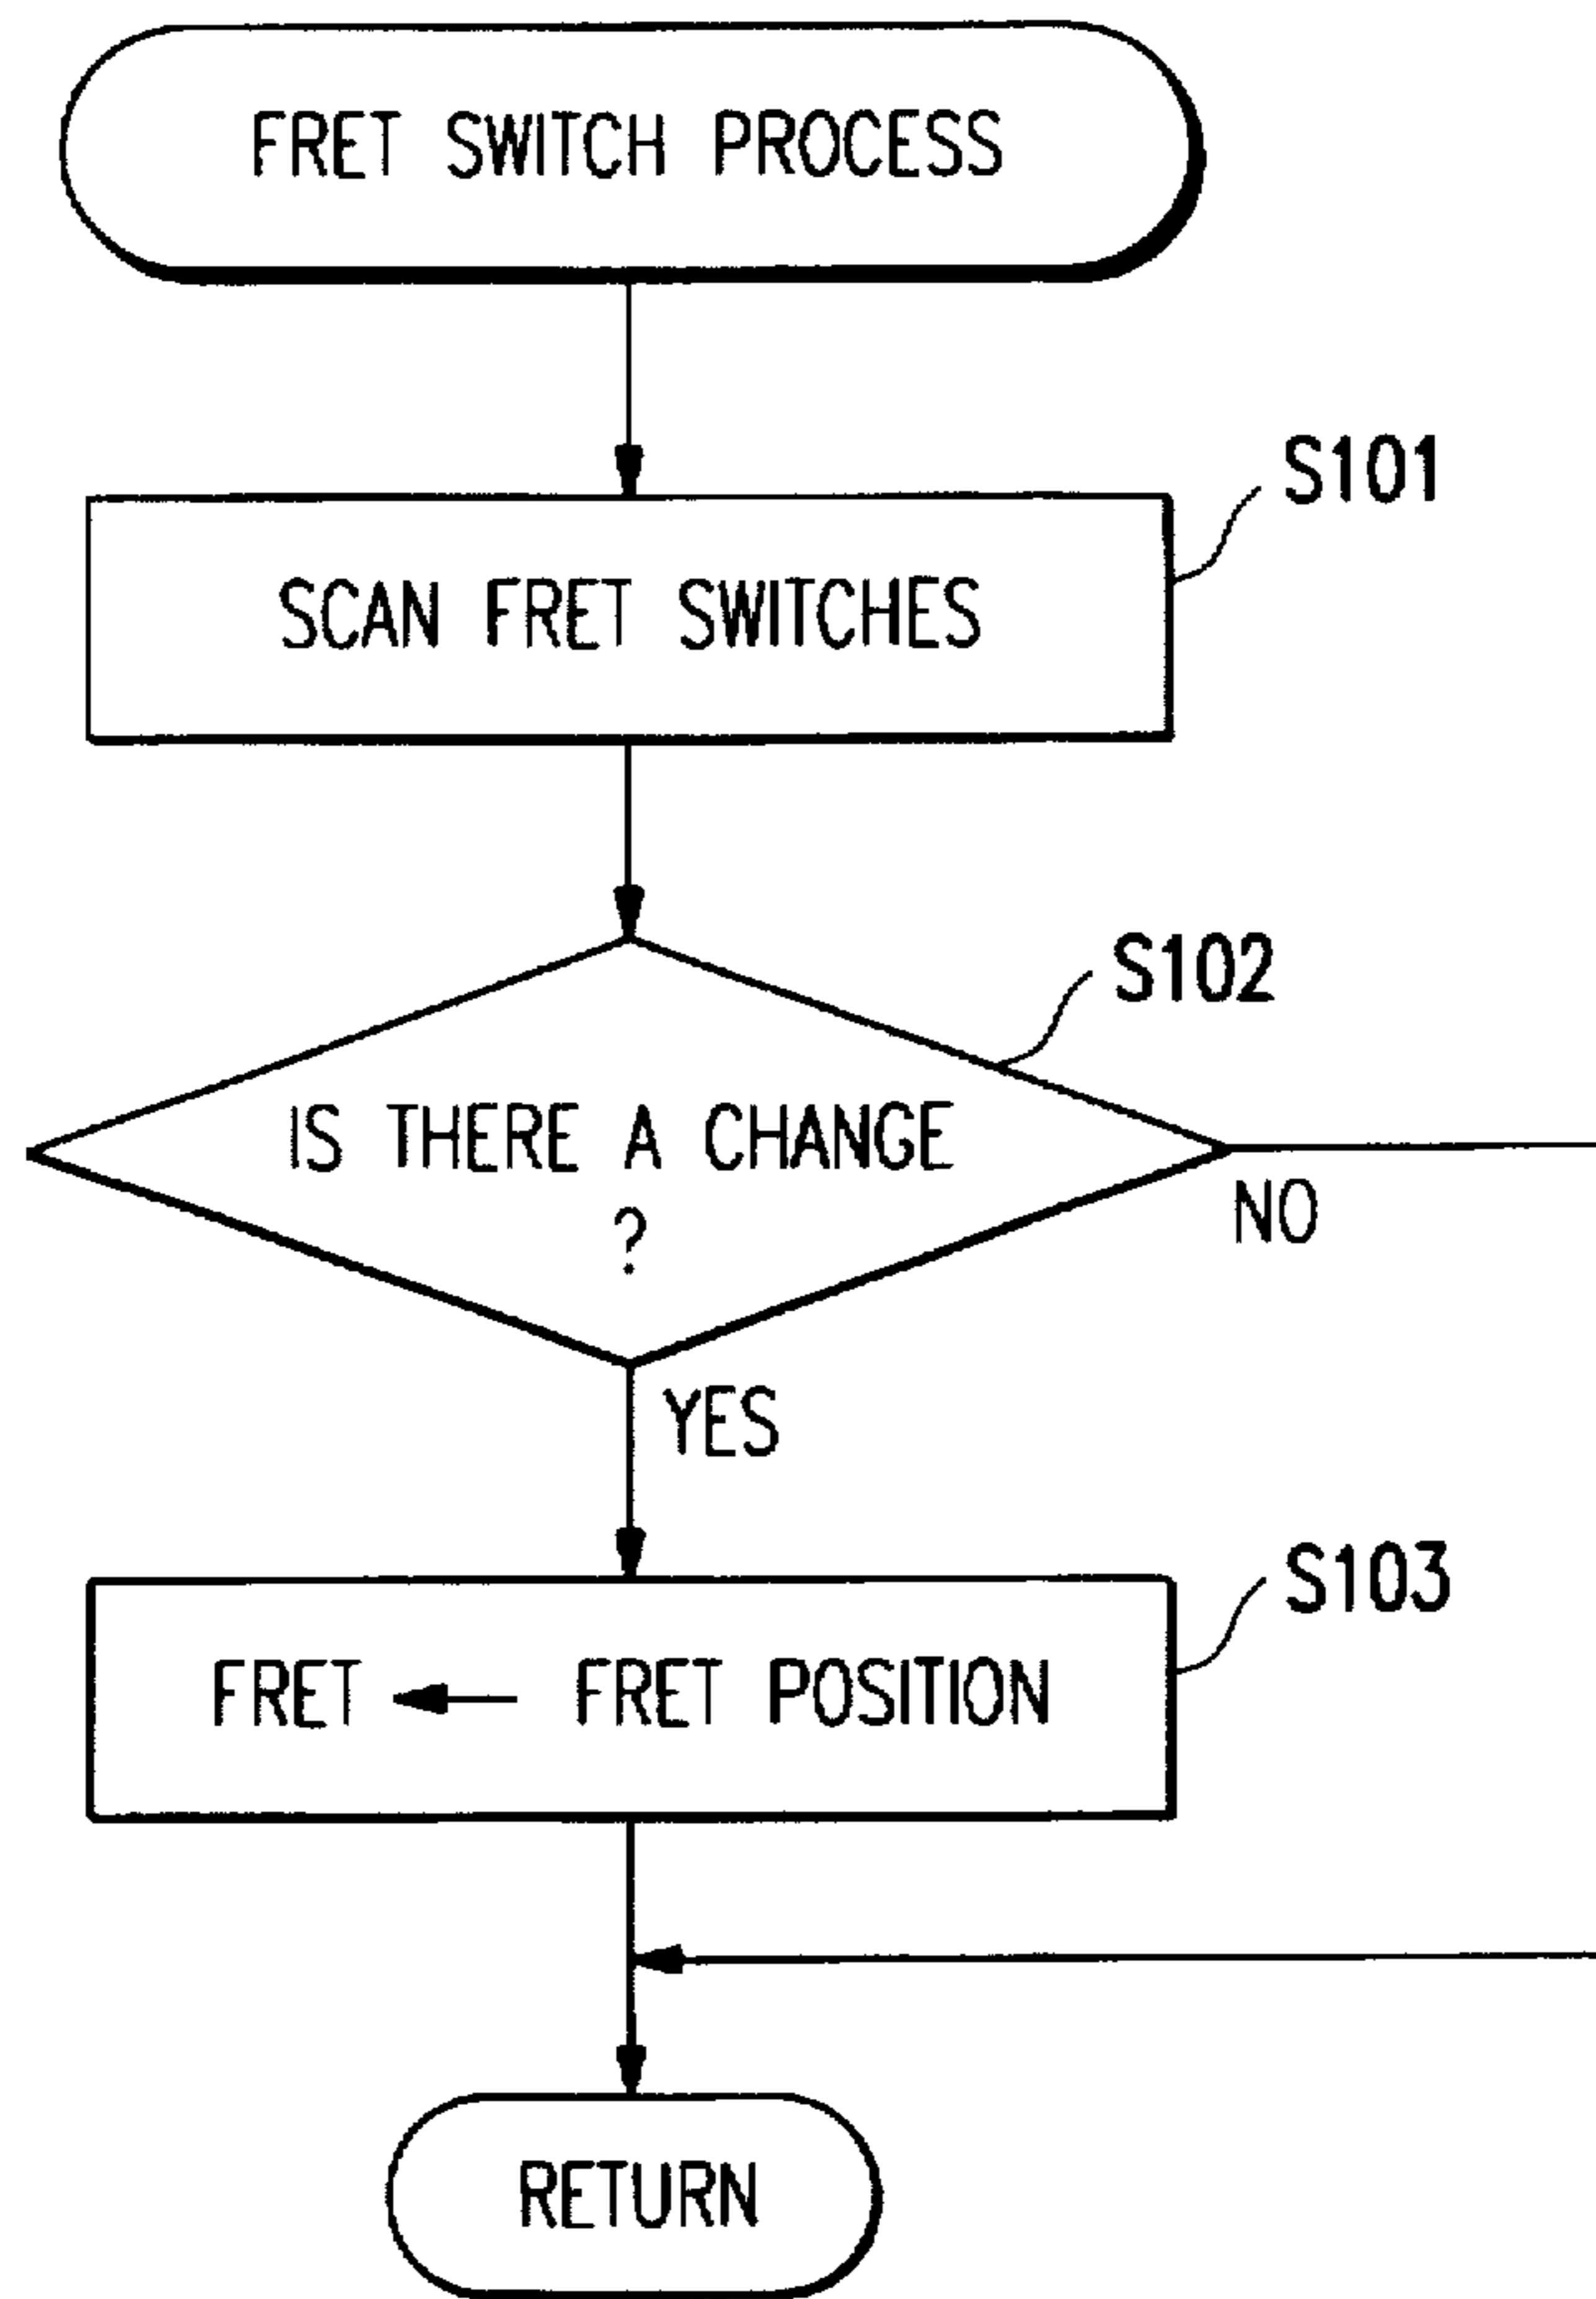 FRET SWITCH PROCESS
S101
SCAN FRET SWITCHES
S102
IS THERE A CHANGE
?
NO
YES
S103
FRET ← FRET POSITION
RETURN